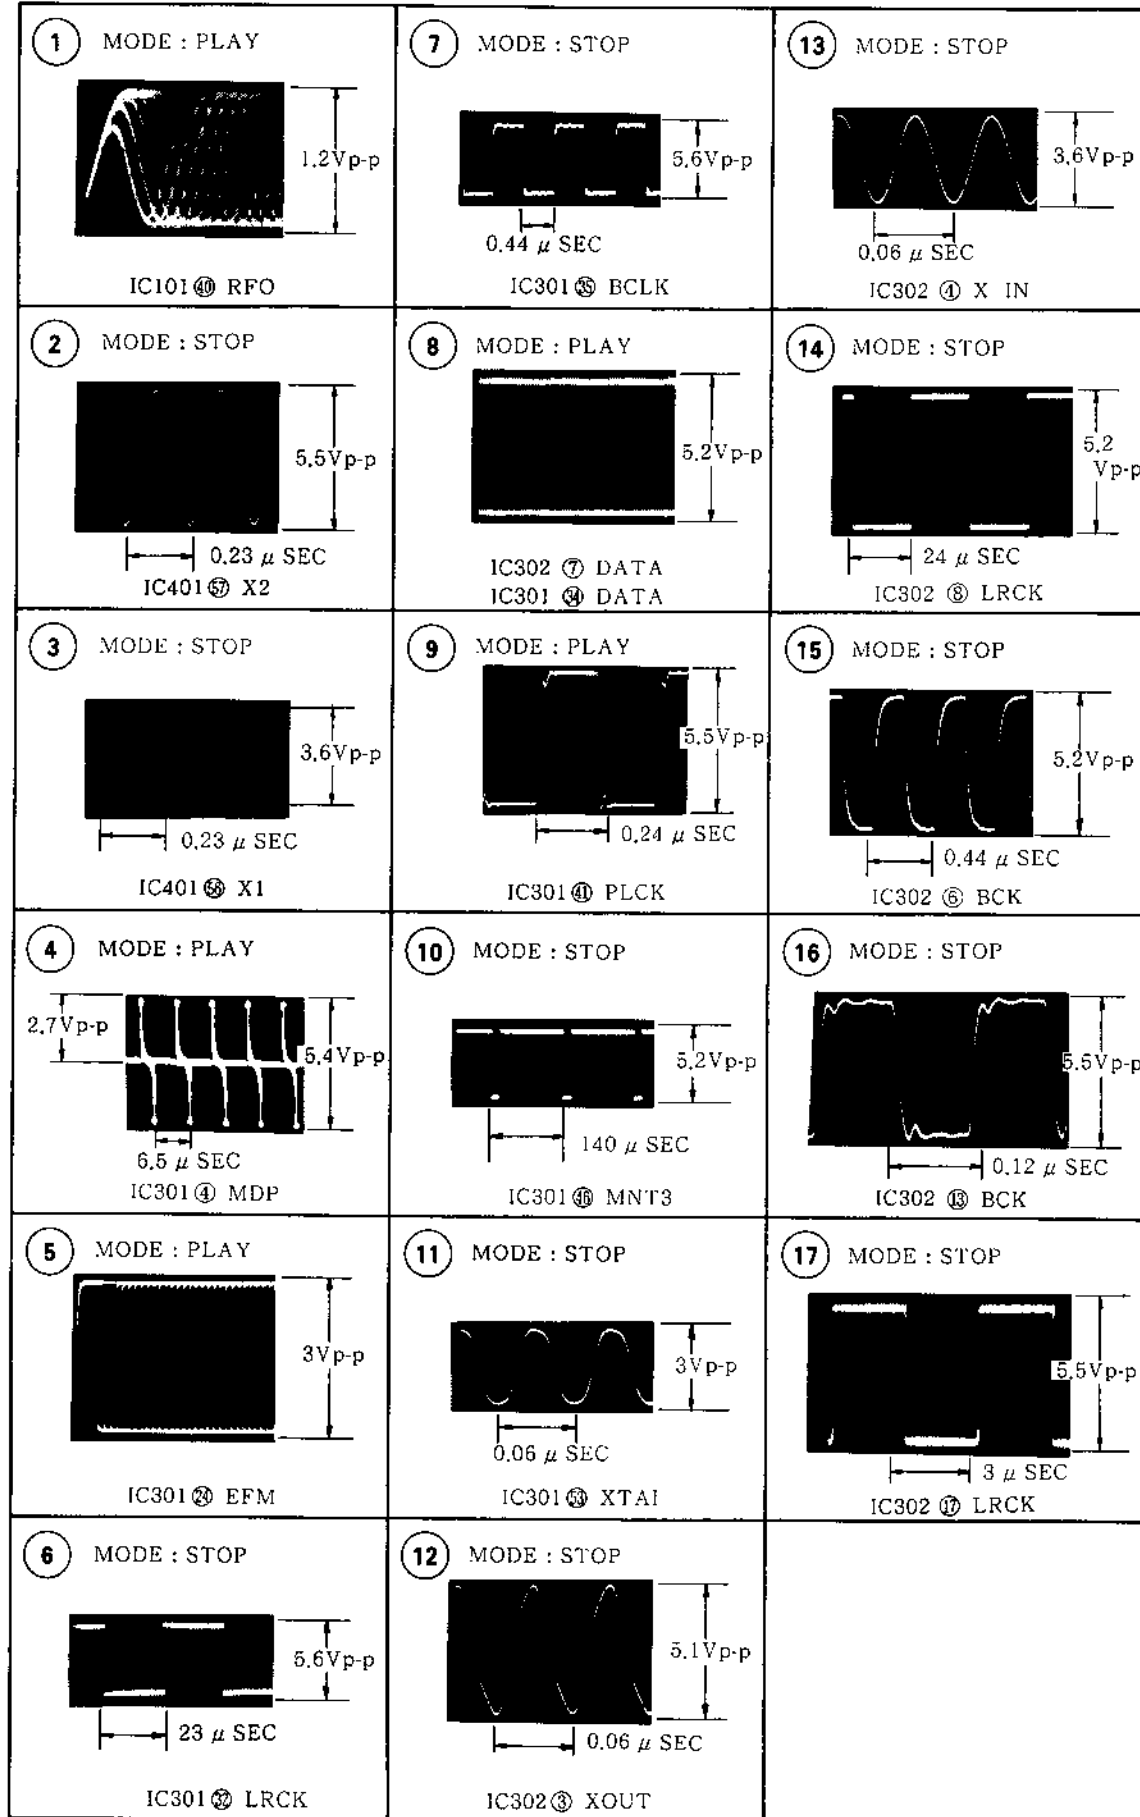 1 MODE : PLAY
1.2Vp-p
IC101 ㊵ RFO
2 MODE : STOP
5.5Vp-p
0.23 μ SEC
IC401 57 X2
3 MODE : STOP
3.6Vp-p
0.23 μ SEC
IC401 56 X1
4 MODE : PLAY
2.7Vp-p
5.4Vp-p
6.5 μ SEC
IC301 ④ MDP
5 MODE : PLAY
3Vp-p
IC301 ㉔ EFM
6 MODE : STOP
5.6Vp-p
23 μ SEC
IC301 ㉜ LRCK
7 MODE : STOP
5.6Vp-p
0.44 μ SEC
IC301 ㉟ BCLK
8 MODE : PLAY
5.2Vp-p
IC302 ⑦ DATA
IC301 ㉞ DATA
9 MODE : PLAY
5.5Vp-p
0.24 μ SEC
IC301 ㊶ PLCK
10 MODE : STOP
5.2Vp-p
140 μ SEC
IC301 ㊻ MNT3
11 MODE : STOP
3Vp-p
0.06 μ SEC
IC301 53 XTAI
12 MODE : STOP
5.1Vp-p
0.06 μ SEC
IC302 ③ XOUT
13 MODE : STOP
3.6Vp-p
0.06 μ SEC
IC302 ④ X IN
14 MODE : STOP
5.2
Vp-p
24 μ SEC
IC302 ⑧ LRCK
15 MODE : STOP
5.2Vp-p
0.44 μ SEC
IC302 ⑥ BCK
16 MODE : STOP
5.5Vp-p
0.12 μ SEC
IC302 ⑬ BCK
17 MODE : STOP
5.5Vp-p
3 μ SEC
IC302 ⑰ LRCK